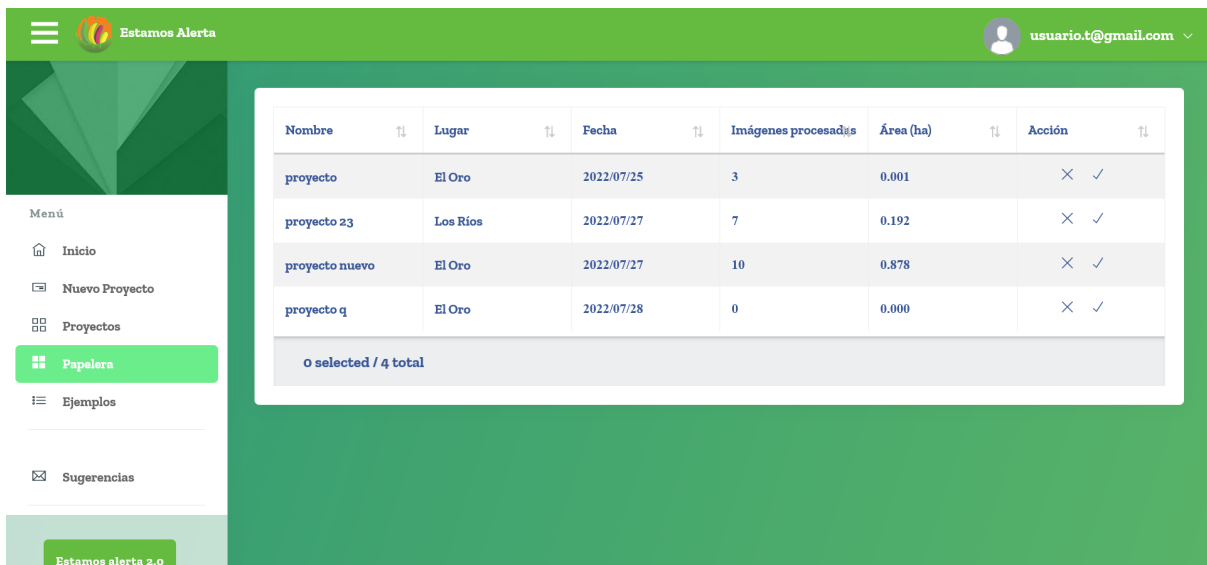 Estamos Alerta
usuario.t@gmail.com
Menú
Inicio
Nuevo Proyecto
Proyectos
Papelera
Ejemplos
Sugerencias
Estamos alerta 2.0
Nombre Lugar Fecha Imágenes procesadas Área (ha) Acción
proyecto El Oro 2022/07/25 3 0.001
proyecto 23 Los Ríos 2022/07/27 7 0.192
proyecto nuevo El Oro 2022/07/27 10 0.878
proyecto q El Oro 2022/07/28 0 0.000
0 selected / 4 total